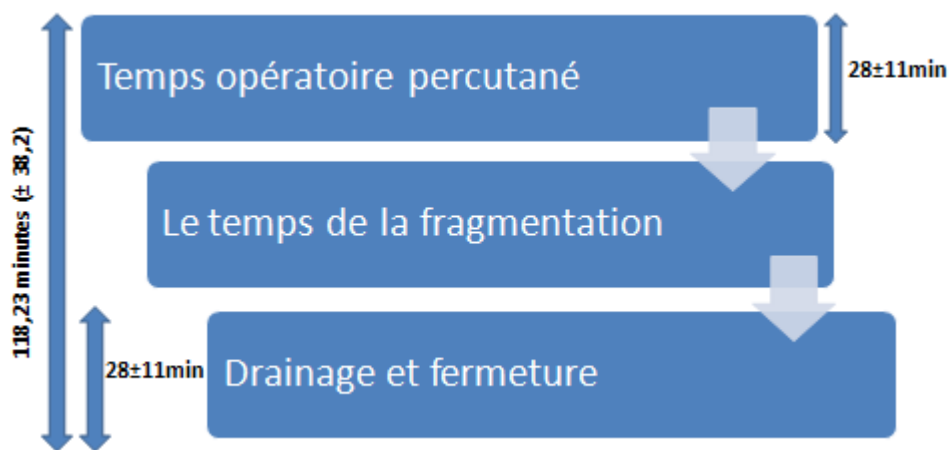 118,23 minutes (± 38,2)
Temps opératoire percutané
28±11min
Le temps de la fragmentation
28±11min
Drainage et fermeture